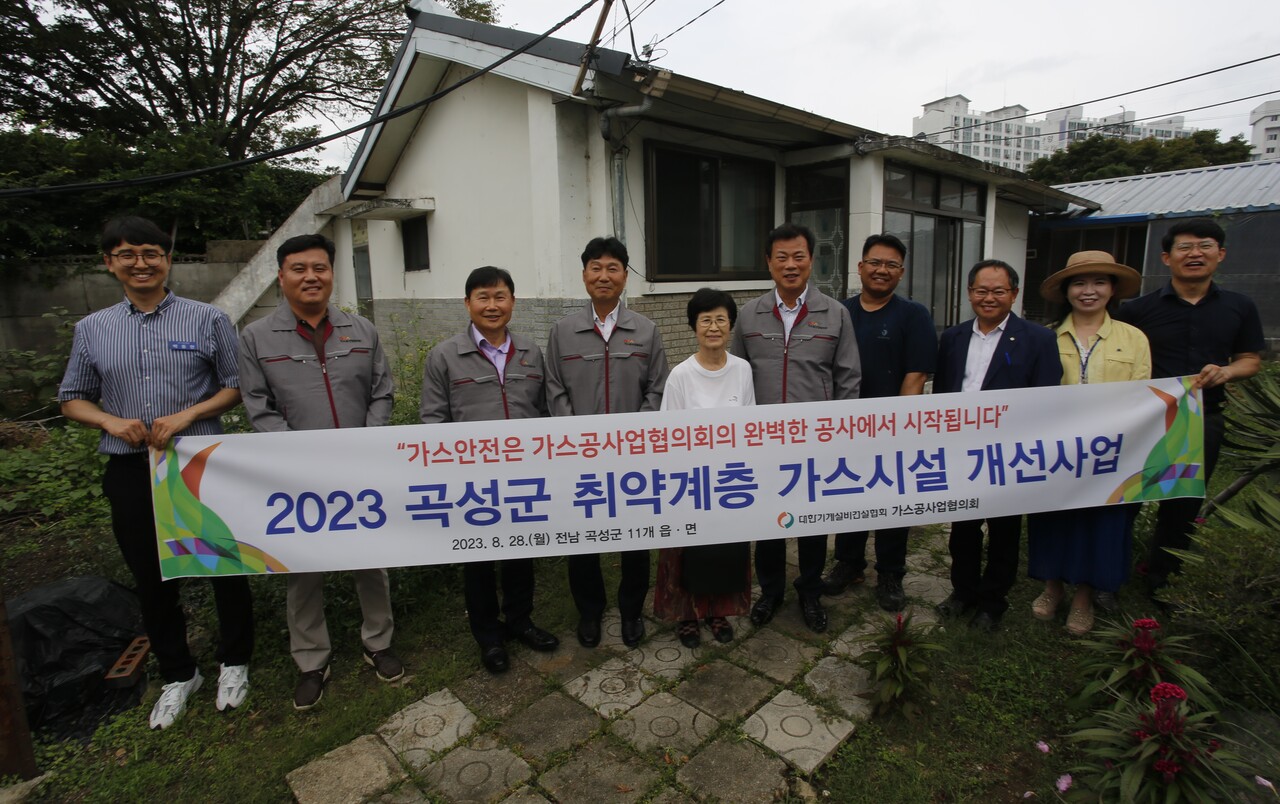 “가스안전은 가스공사업협의회의 완벽한 공사에서 시작됩니다”
2023 곡성군 취약계층 가스시설 개선사업
2023. 8. 28.(월) 전남 곡성군 11개 읍·면
대한기계설비건설협회 가스공사업협의회